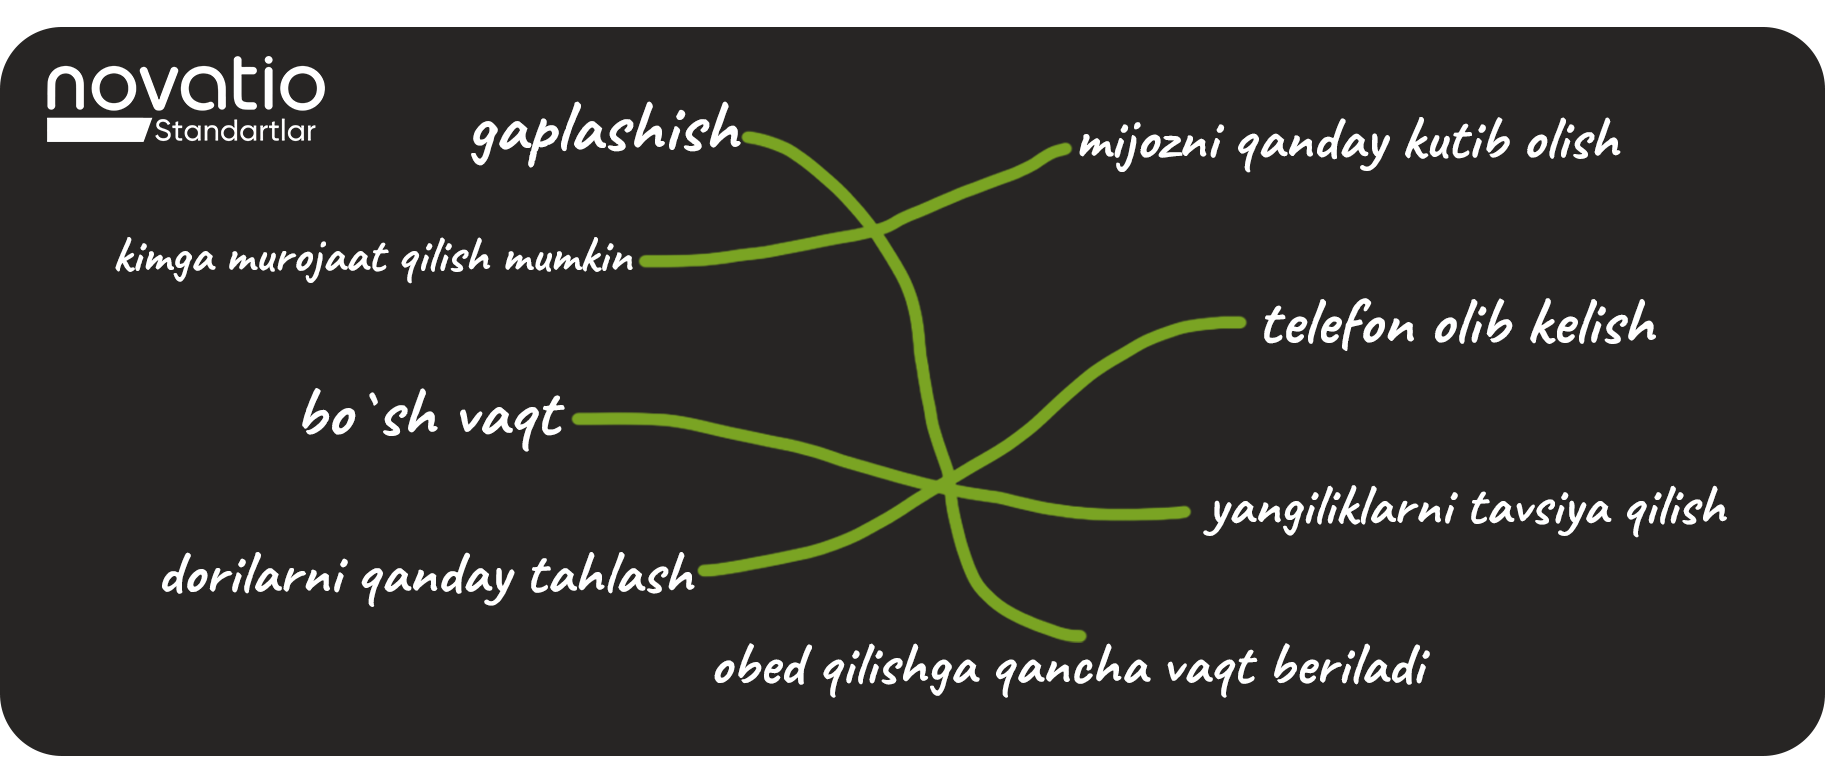 novatio
Standartlar
gaplashish
mijozni qanday kutib olish
kimga murojaat qilish mumkin
telefon olib kelish
bo`sh vaqt
yangiliklarni tavsiya qilish
dorilarni qanday tahlash
obed qilishga qancha vaqt beriladi